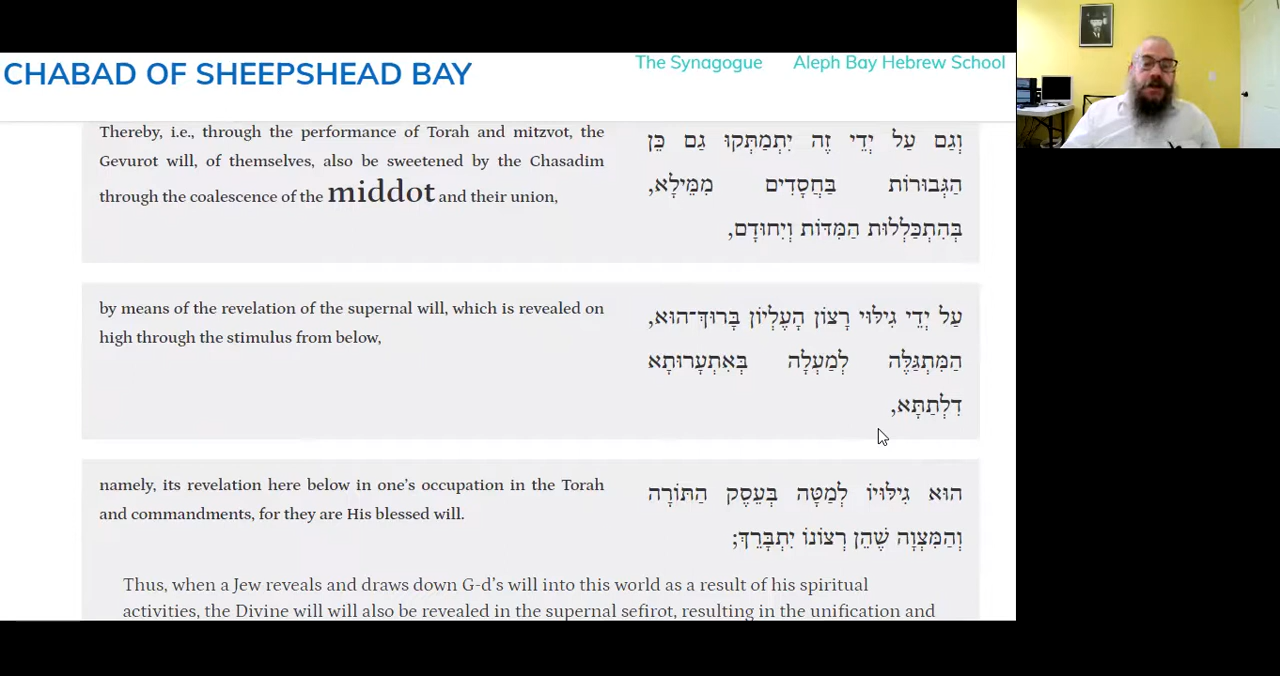 CHABAD OF SHEEPSHEAD BAY
The Synagogue Aleph Bay Hebrew School
Thereby, i.e., through the performance of Torah and mitzvot, the
Gevurot will, of themselves, also be sweetened by the Chasadim
through the coalescence of the middot and their union,
וְגַם עַל יְדֵי זֶה יִתְמַתְּקוּ גַּם כֵּן
הַגְּבוּרוֹת בַּחֲסָדִים מִמֵּילָא,
בְּהִתְכַּלְלוּת הַמִּדּוֹת וְיִחוּדָם,
by means of the revelation of the supernal will, which is revealed on
high through the stimulus from below,
עַל יְדֵי גִּילּוּי רָצוֹן הָעֶלְיוֹן בָּרוּךְ־הוּא,
הַמִּתְגַּלֶּה לְמַעְלָה בְּאִתְעָרוּתָא
דִלְתַתָּא,
namely, its revelation here below in one's occupation in the Torah
and commandments, for they are His blessed will.
הוּא גִּילּוּיוֹ לְמַטָּה בְּעֵסֶק הַתּוֹרָה
וְהַמִּצְוָה שֶׁהֵן רְצוֹנוֹ יִתְבָּרֵךְ;
Thus, when a Jew reveals and draws down G-d's will into this world as a result of his spiritual
activities, the Divine will will also be revealed in the supernal sefirot, resulting in the unification and